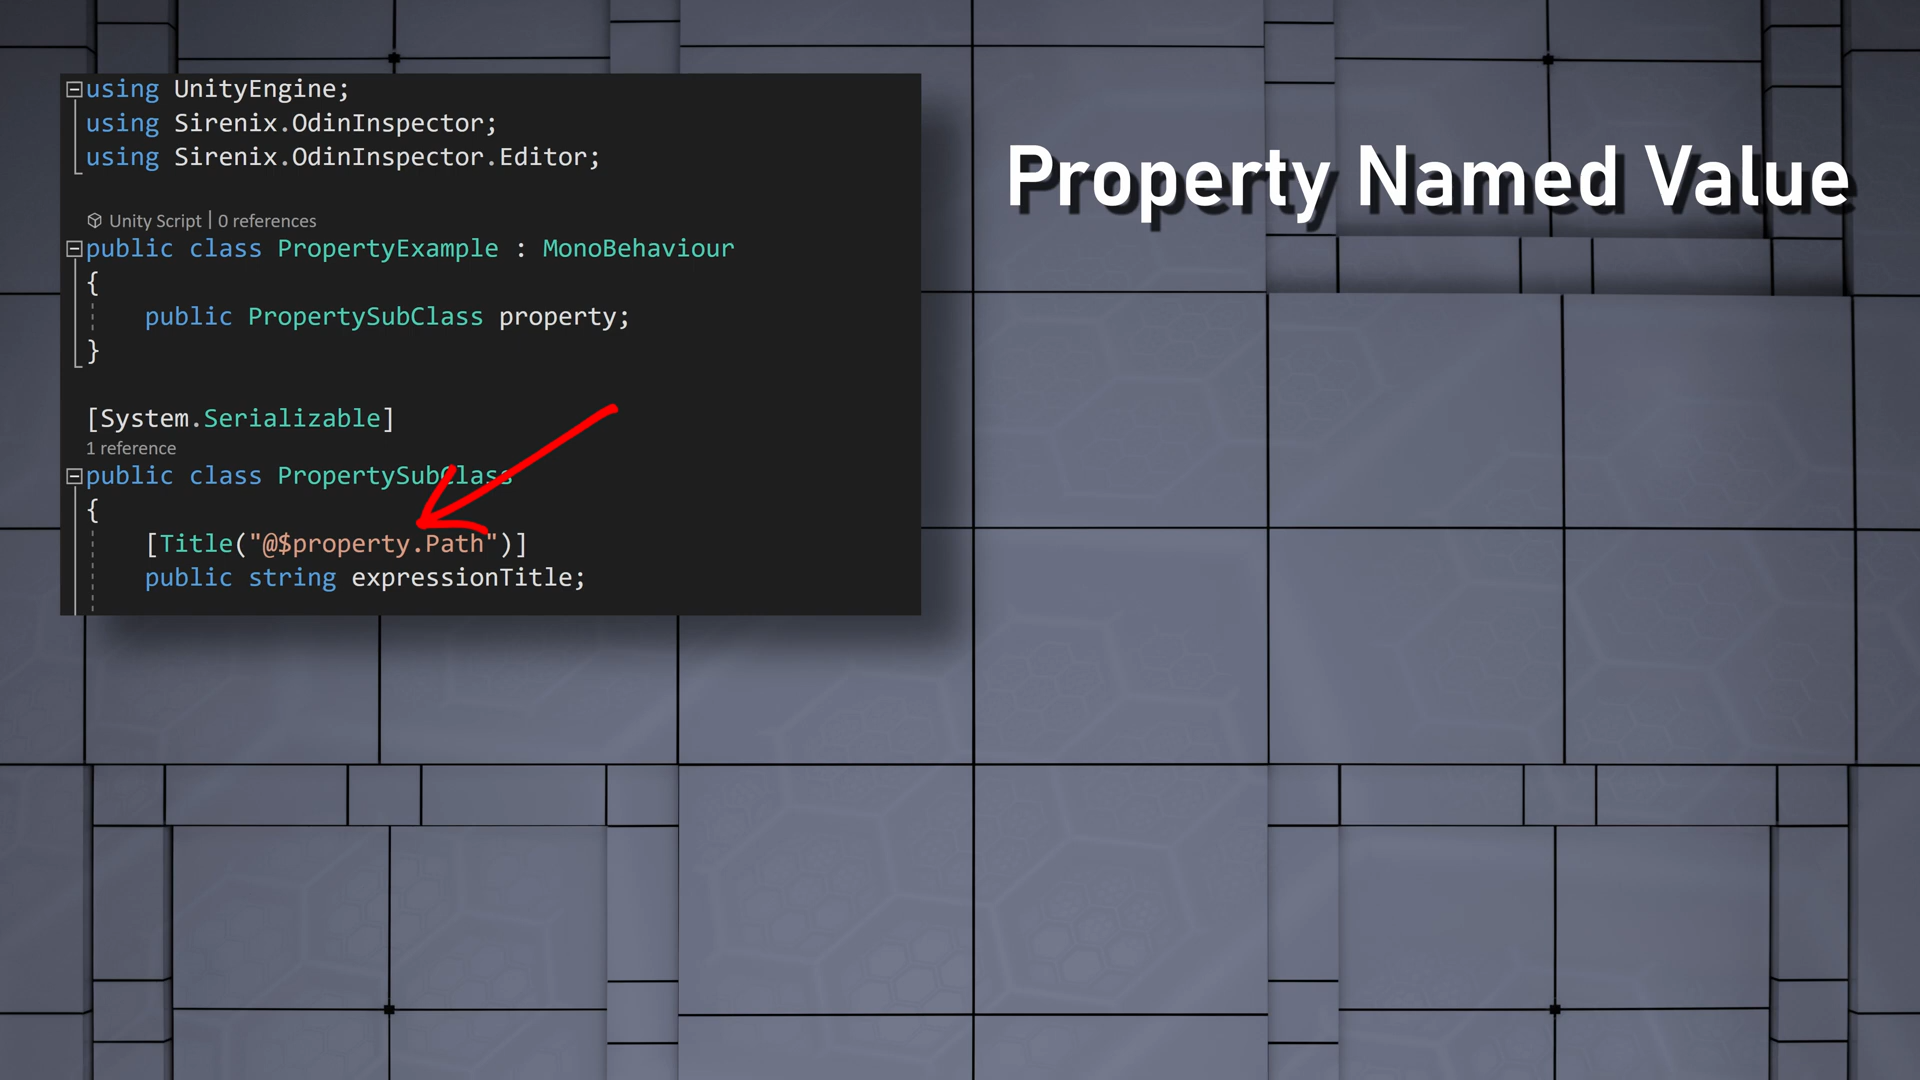 using UnityEngine;
using Sirenix.OdinInspector;
using Sirenix.OdinInspector.Editor;
Unity Script | 0 references
public class PropertyExample : MonoBehaviour
{
public PropertySubClass property;
}
[System.Serializable]
1 reference
public class PropertySubClass
{
[Title("@$property.Path")]
public string expressionTitle;
Property Named Value